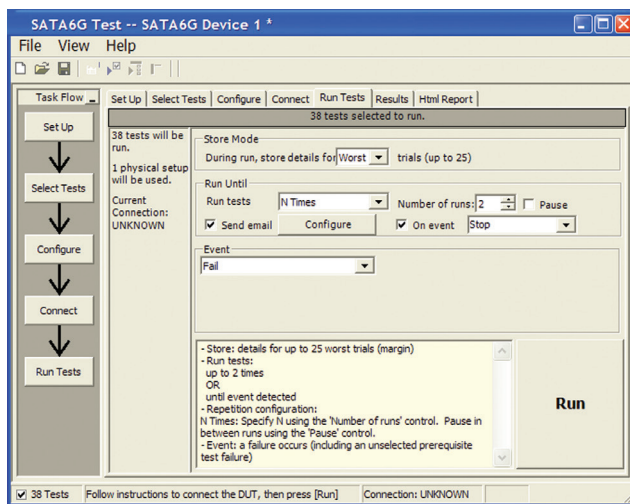 SATA6G Test -- SATA6G Device 1 *
File View Help
Task Flow
Set Up
Select Tests
Configure
Connect
Run Tests
Set Up Select Tests Configure Connect Run Tests Results Html Report
38 tests selected to run.
38 tests will be
run.
1 physical setup
will be used.
Current
Connection:
UNKNOWN
Store Mode
During run, store details for Worst trials (up to 25)
Run Until
Run tests N Times Number of runs: 2 Pause
Send email Configure On event Stop
Event
Fail
- Store: details for up to 25 worst trials (margin)
- Run tests:
up to 2 times
OR
until event detected
- Repetition configuration:
N Times: Specify N using the 'Number of runs' control. Pause in
between runs using the 'Pause' control.
- Event: a failure occurs (including an unselected prerequisite
test failure)
Run
38 Tests Follow instructions to connect the DUT, then press [Run] Connection: UNKNOWN